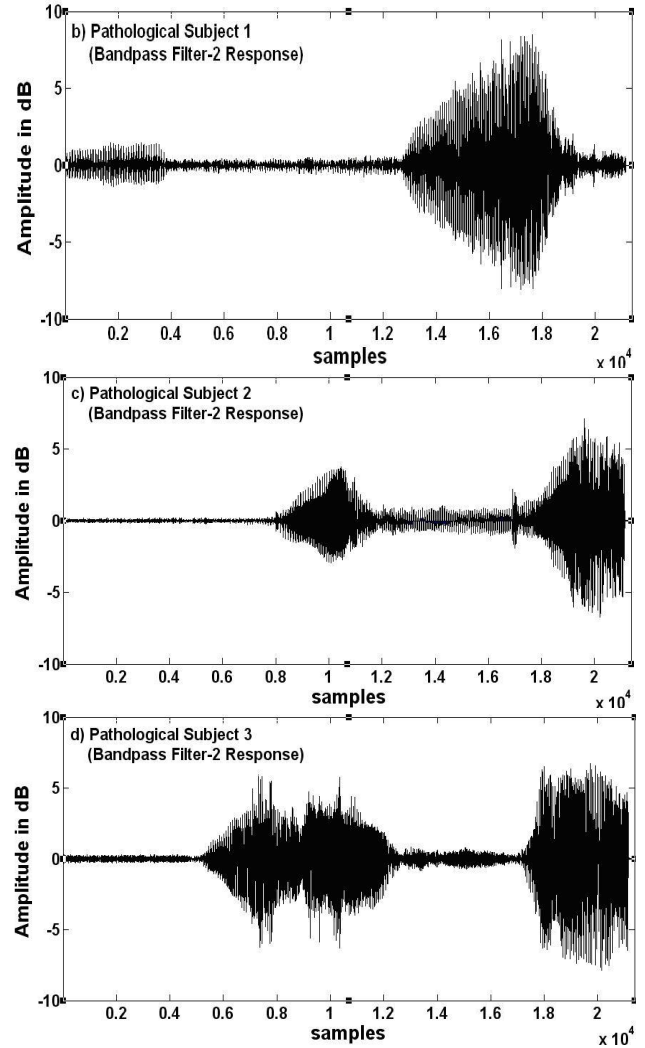 b) Pathological Subject 1
(Bandpass Filter-2 Response)
Amplitude in dB
10
5
0
-5
-10
0.2 0.4 0.6 0.8 1 1.2 1.4 1.6 1.8 2
samples
x 10^4
c) Pathological Subject 2
(Bandpass Filter-2 Response)
Amplitude in dB
10
5
0
-5
-10
0.2 0.4 0.6 0.8 1 1.2 1.4 1.6 1.8 2
samples
x 10^4
d) Pathological Subject 3
(Bandpass Filter-2 Response)
Amplitude in dB
10
5
0
-5
-10
0.2 0.4 0.6 0.8 1 1.2 1.4 1.6 1.8 2
samples
x 10^4